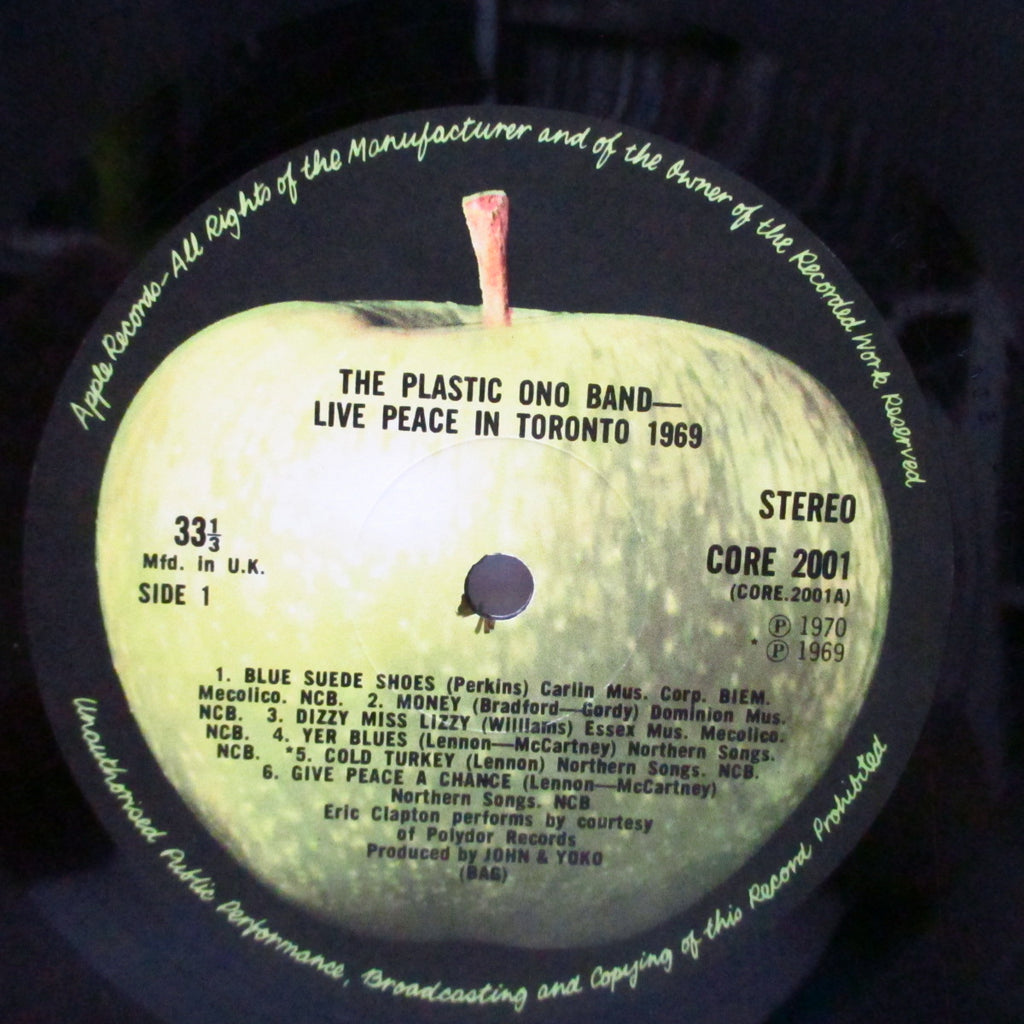 Apple Records—All Rights of the Manufacturer and of the Owner of the Recorded Work Reserved
THE PLASTIC ONO BAND—
LIVE PEACE IN TORONTO 1969
STEREO
33⅓
Mfd. in U.K.
SIDE 1
CORE 2001
(CORE.2001A)
Ⓟ 1970
* Ⓟ 1969
1. BLUE SUEDE SHOES (Perkins) Carlin Mus. Corp. BIEM.
Mecolico. NCB. 2. MONEY (Bradford—Gordy) Dominion Mus.
NCB. 3. DIZZY MISS LIZZY (Williams) Essex Mus. Mecolico.
NCB. 4. YER BLUES (Lennon—McCartney) Northern Songs.
NCB. *5. COLD TURKEY (Lennon) Northern Songs. NCB.
6. GIVE PEACE A CHANCE (Lennon—McCartney)
Northern Songs. NCB
Eric Clapton performs by courtesy
of Polydor Records
Produced by JOHN & YOKO
(BAG)
Unauthorised Public Performance, Broadcasting and Copying of this Record Prohibited